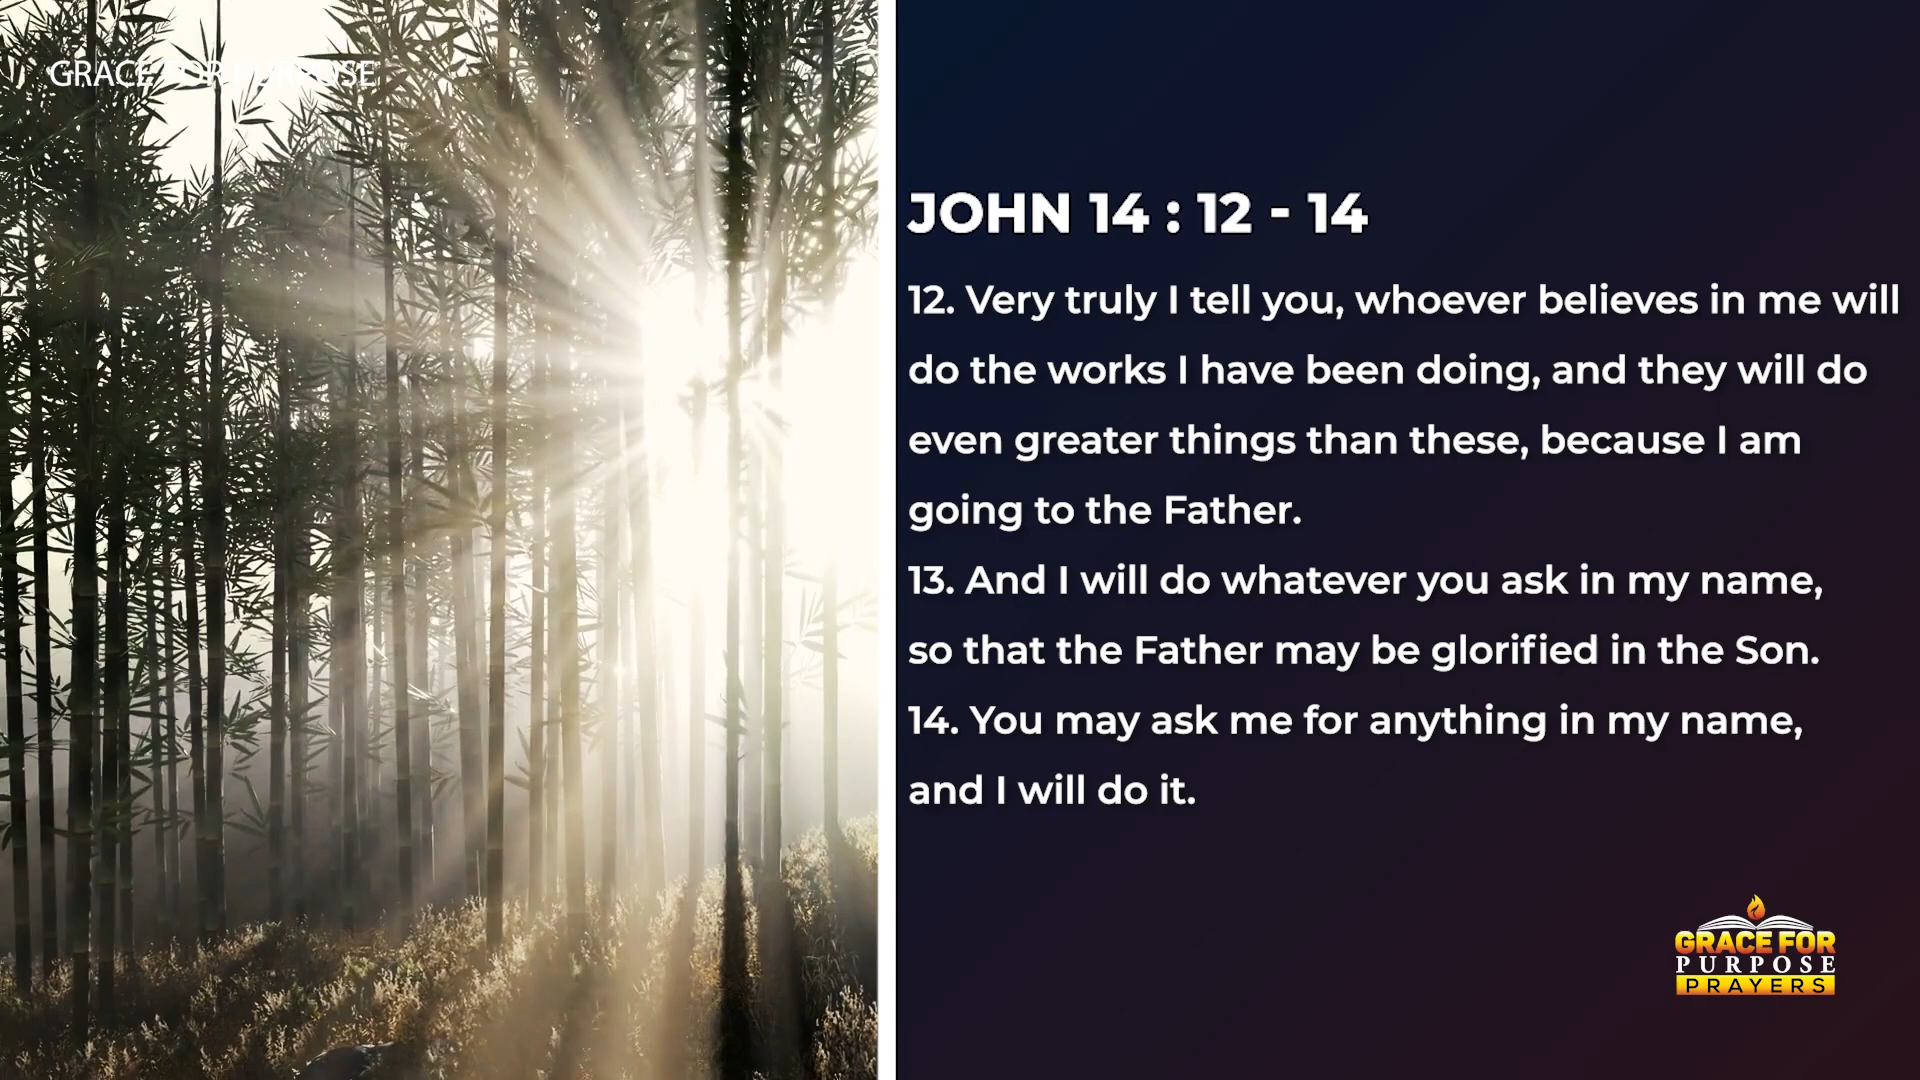 GRACE FOR PURPOSE
JOHN 14 : 12 - 14
12. Very truly I tell you, whoever believes in me will
do the works I have been doing, and they will do
even greater things than these, because I am
going to the Father.
13. And I will do whatever you ask in my name,
so that the Father may be glorified in the Son.
14. You may ask me for anything in my name,
and I will do it.
GRACE FOR
PURPOSE
PRAYERS